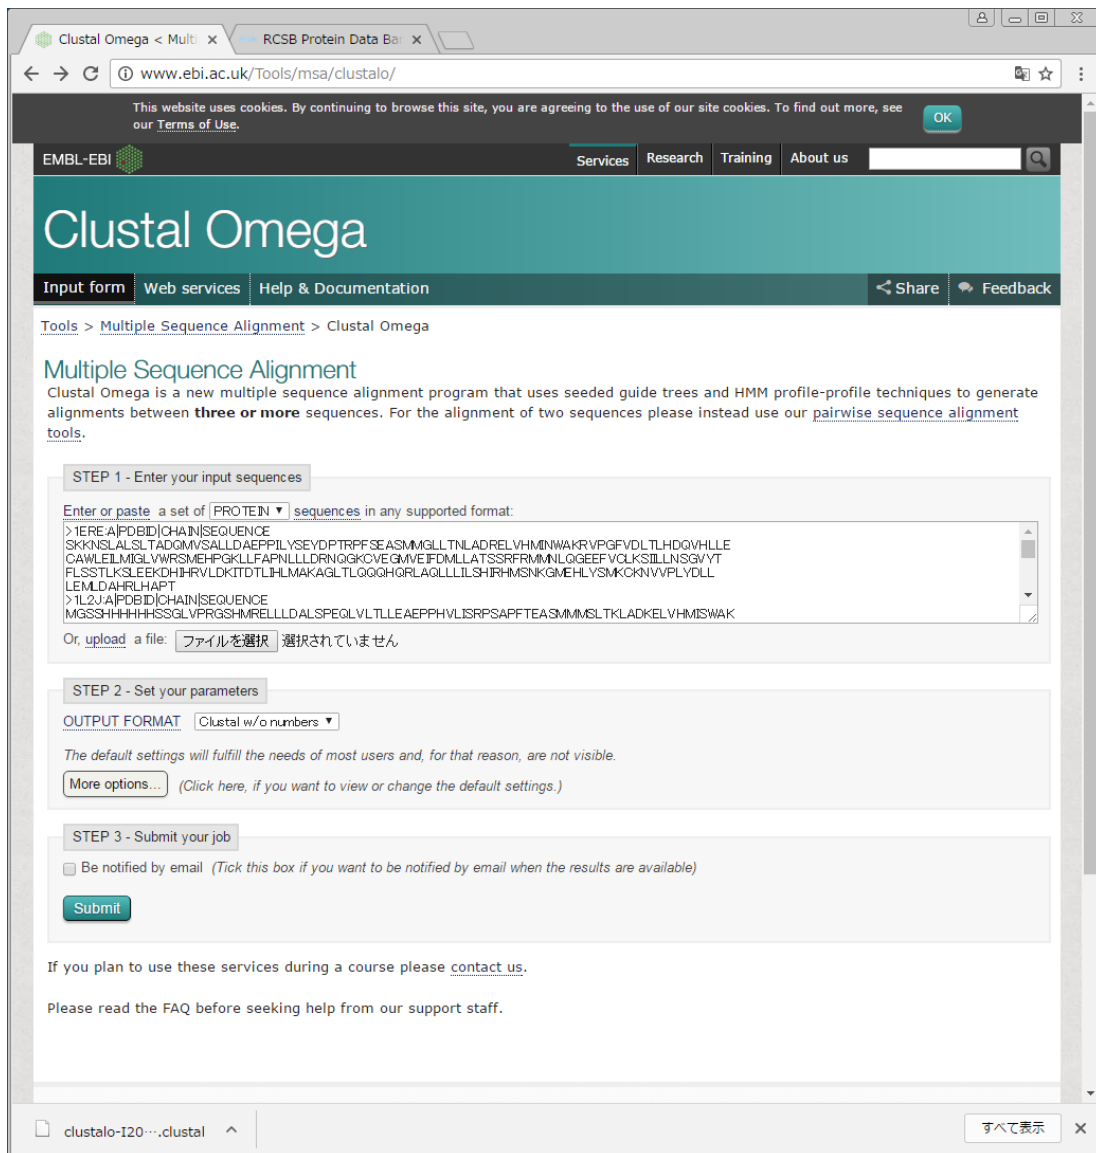 Clustal Omega < Multi
RCSB Protein Data Ba
www.ebi.ac.uk/Tools/msa/clustalo/
This website uses cookies. By continuing to browse this site, you are agreeing to the use of our site cookies. To find out more, see
our Terms of Use.
OK
EMBL-EBI
Services
Research
Training
About us
Clustal Omega
Input form
Web services
Help & Documentation
Share
Feedback
Tools > Multiple Sequence Alignment > Clustal Omega
Multiple Sequence Alignment
Clustal Omega is a new multiple sequence alignment program that uses seeded guide trees and HMM profile-profile techniques to generate
alignments between three or more sequences. For the alignment of two sequences please instead use our pairwise sequence alignment
tools.
STEP 1 - Enter your input sequences
Enter or paste a set of PROTEIN ▼ sequences in any supported format:
>1ERE:A|PDBID|CHAIN|SEQUENCE
SKKNSLALSLTADQMVSALLDAEPPILYSEYDPTRPFSEASMMGLLTNLADRELVHMINWAKRVPGFVDLTLHDQVHLLE
CAWLEILMIGLVWRSMEHPGKLLFAPNLLLDRNQGKCVEGMVEIFDMLLATSSRFRMMNLQGEEFVCLKSIILLNSGVYT
FLSSTLKSLEEKDHIHRVLDKITDTLIHLMAKAGLTLQQQHQRLAQLLLILSHIRHMSNKGMEHLYSMKCKNVVPLYDLL
LEMLDAHRLHAPT
>1L2J:A|PDBID|CHAIN|SEQUENCE
MGSSHHHHHHSSGLVPRGSHMRELLLDALSPEQLVLTLLEAEPPHVLISRPSAPFTEASMMMSLTKLADKELVHMISWAK
Or, upload a file: ファイルを選択 選択されていません
STEP 2 - Set your parameters
OUTPUT FORMAT Clustal w/o numbers ▼
The default settings will fulfill the needs of most users and, for that reason, are not visible.
More options... (Click here, if you want to view or change the default settings.)
STEP 3 - Submit your job
Be notified by email (Tick this box if you want to be notified by email when the results are available)
Submit
If you plan to use these services during a course please contact us.
Please read the FAQ before seeking help from our support staff.
clustalo-I20….clustal
すべて表示